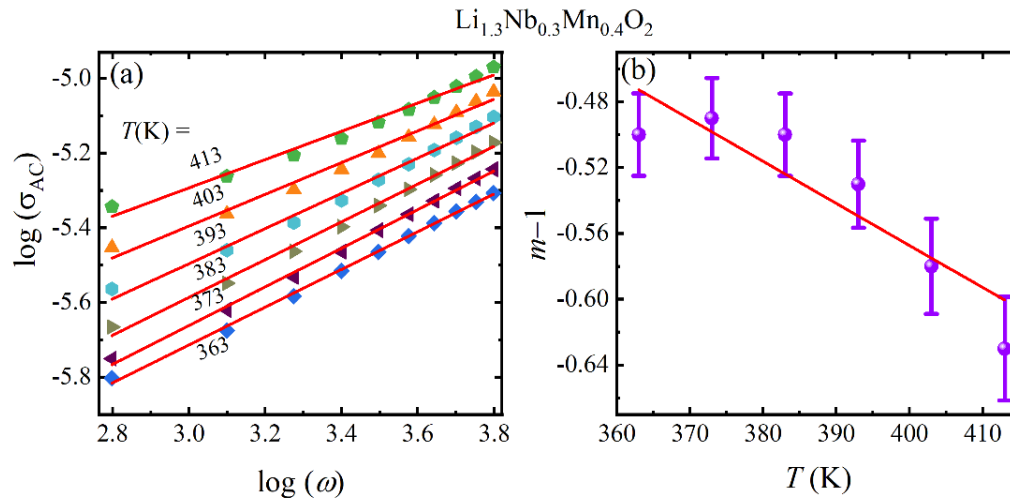 Li1.3Nb0.3Mn0.4O2
(a)
T(K) =
413
403
393
383
373
363
-5.0
-5.2
-5.4
-5.6
-5.8
2.8 3.0 3.2 3.4 3.6 3.8
log (σAC)
log (ω)
(b)
-0.48
-0.52
-0.56
-0.60
-0.64
360 370 380 390 400 410
m−1
T (K)